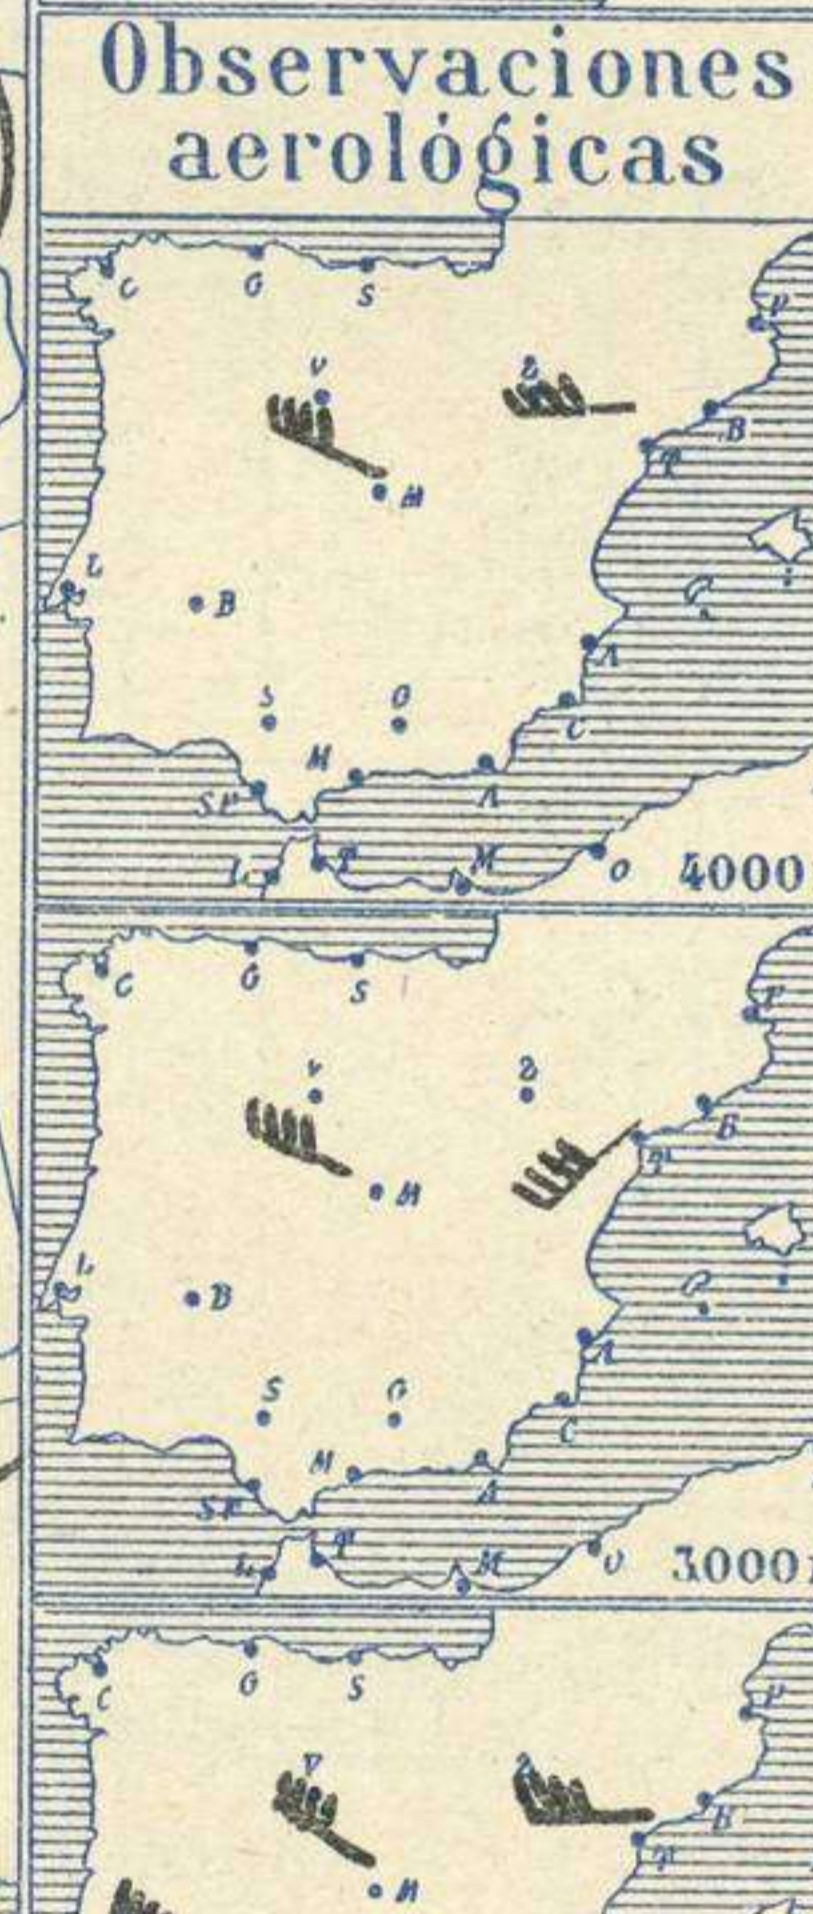 Observaciones
aerológicas
C G S
P
V
Z
B
T
M
L
B
A
S G
C
M
A
S.F
L T M O 4000
C G S
P
V Z
B
T
M
L
B
A
S G
C
M
A
S.F
L T M O 3000
C G S
P
V Z
B
T
M